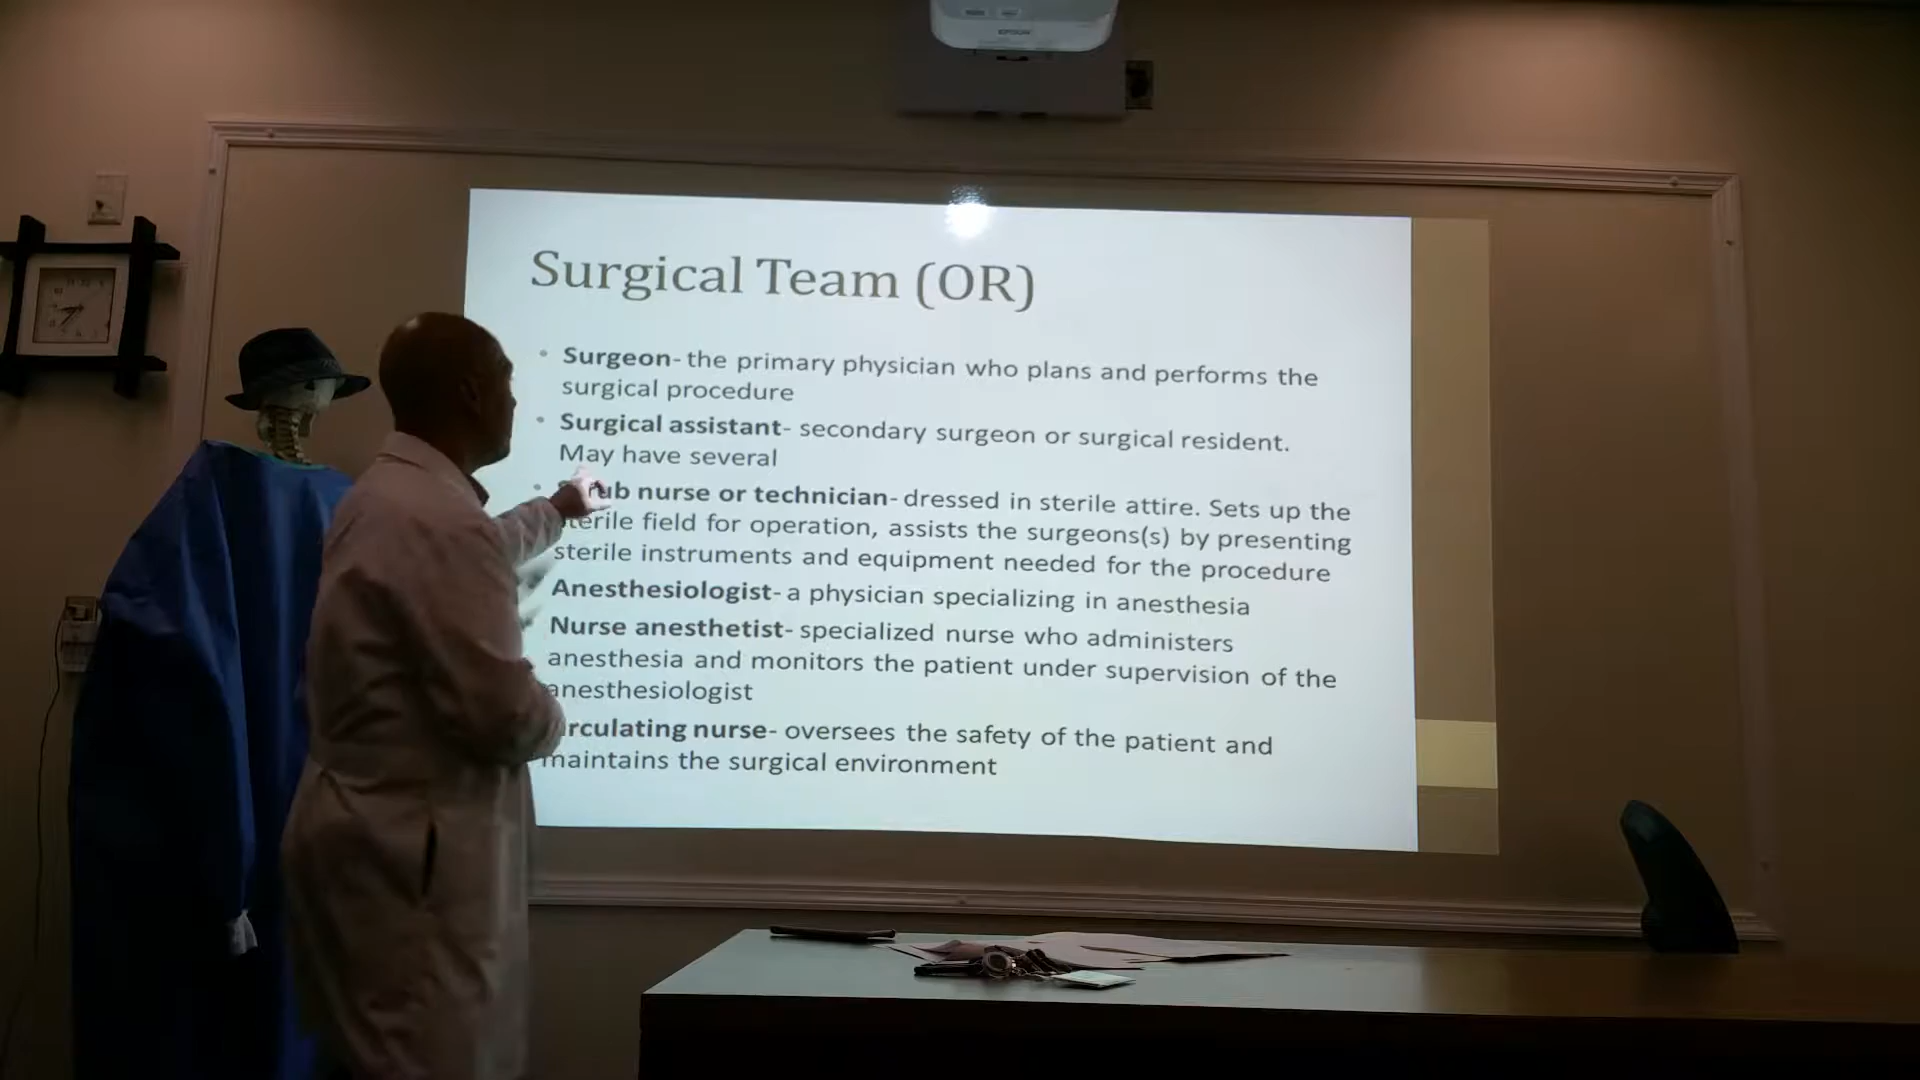 EPSON
Surgical Team (OR)
• Surgeon- the primary physician who plans and performs the
surgical procedure
• Surgical assistant- secondary surgeon or surgical resident.
May have several
• nurse or technician- dressed in sterile attire. Sets up the
field for operation, assists the surgeons(s) by presenting
sterile instruments and equipment needed for the procedure
Anesthesiologist- a physician specializing in anesthesia
Nurse anesthetist- specialized nurse who administers
anesthesia and monitors the patient under supervision of the
anesthesiologist
nurse- oversees the safety of the patient and
maintains the surgical environment